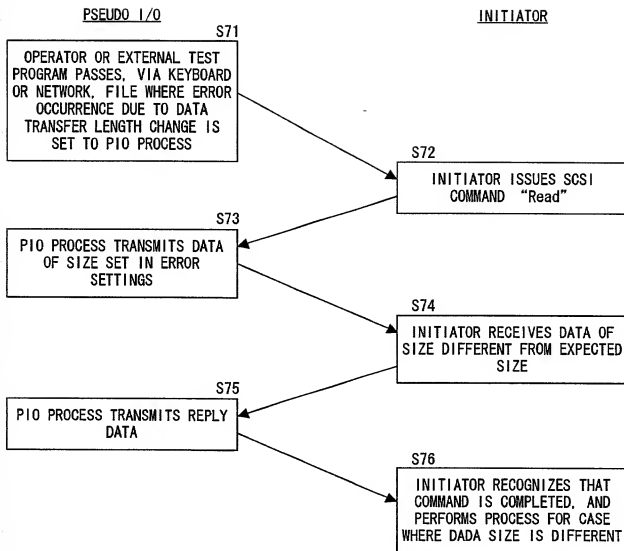 PSEUDO I/O
INITIATOR
S71
OPERATOR OR EXTERNAL TEST
PROGRAM PASSES, VIA KEYBOARD
OR NETWORK, FILE WHERE ERROR
OCCURRENCE DUE TO DATA
TRANSFER LENGTH CHANGE IS
SET TO PIO PROCESS
S72
INITIATOR ISSUES SCSI
COMMAND “Read”
S73
PIO PROCESS TRANSMITS DATA
OF SIZE SET IN ERROR
SETTINGS
S74
INITIATOR RECEIVES DATA OF
SIZE DIFFERENT FROM EXPECTED
SIZE
S75
PIO PROCESS TRANSMITS REPLY
DATA
S76
INITIATOR RECOGNIZES THAT
COMMAND IS COMPLETED, AND
PERFORMS PROCESS FOR CASE
WHERE DADA SIZE IS DIFFERENT